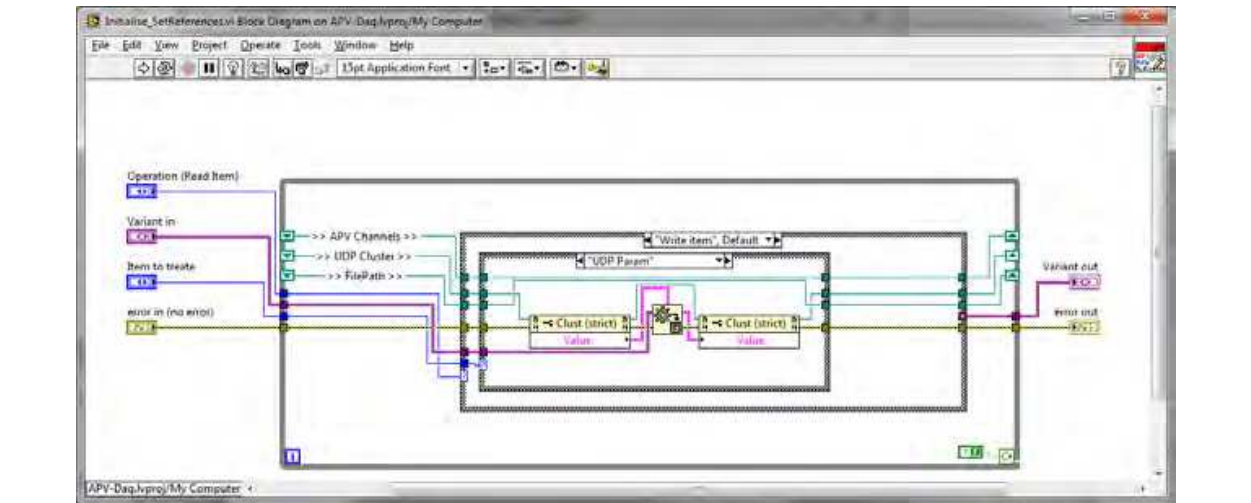 Initialise_SetReferences.vi Block Diagram on APV-Daq.lvproj/My Computer
File Edit View Project Operate Tools Window Help
15pt Application Font
Operation (Read Item)
Variant in
Item to treate
error in (no error)
>> APV Channels >>
>> UDP Cluster >>
>> FilePath >>
"Write item", Default
"UDP Param"
Clust (strict)
Value
Clust (strict)
Value
Variant out
error out
i
APV-Daq.lvproj/My Computer